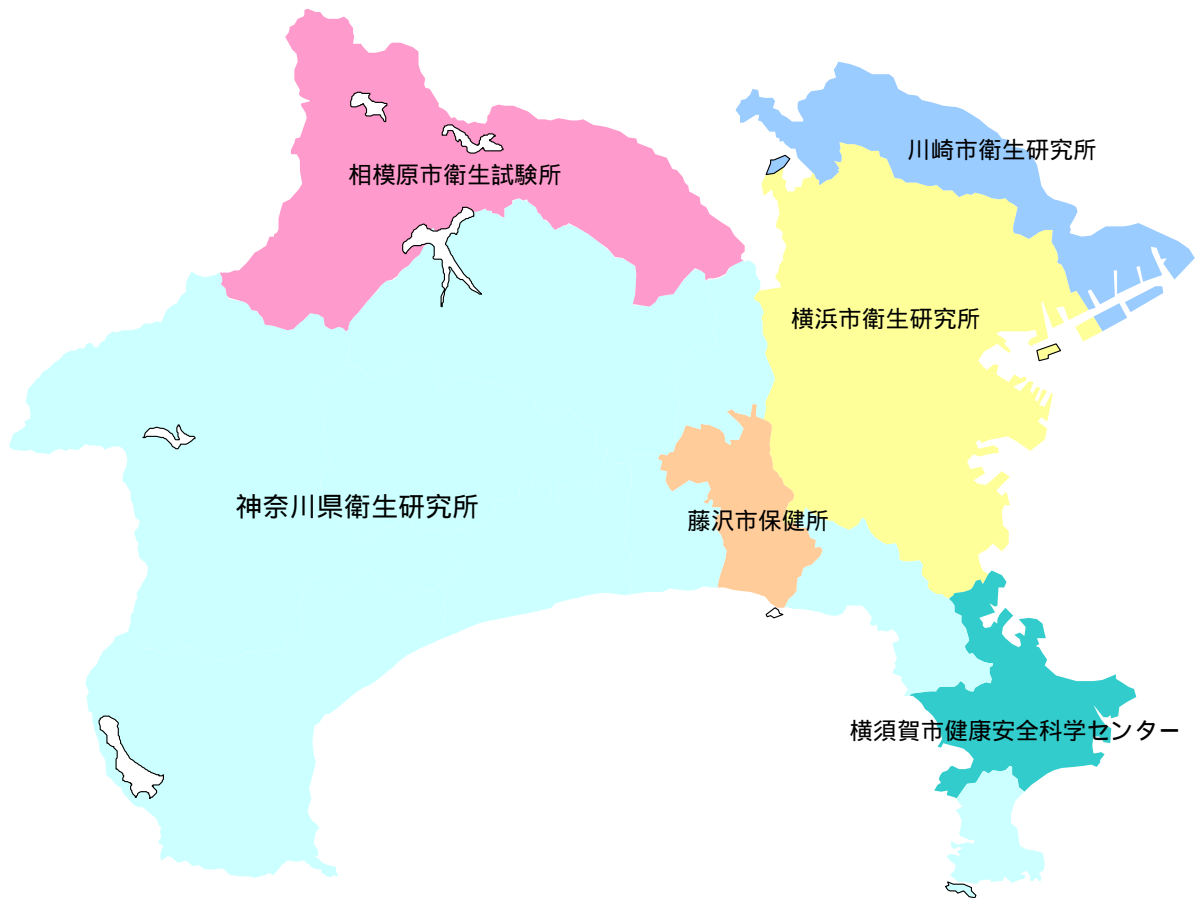 川崎市衛生研究所
相模原市衛生試験所
横浜市衛生研究所
神奈川県衛生研究所
藤沢市保健所
横須賀市健康安全科学センター